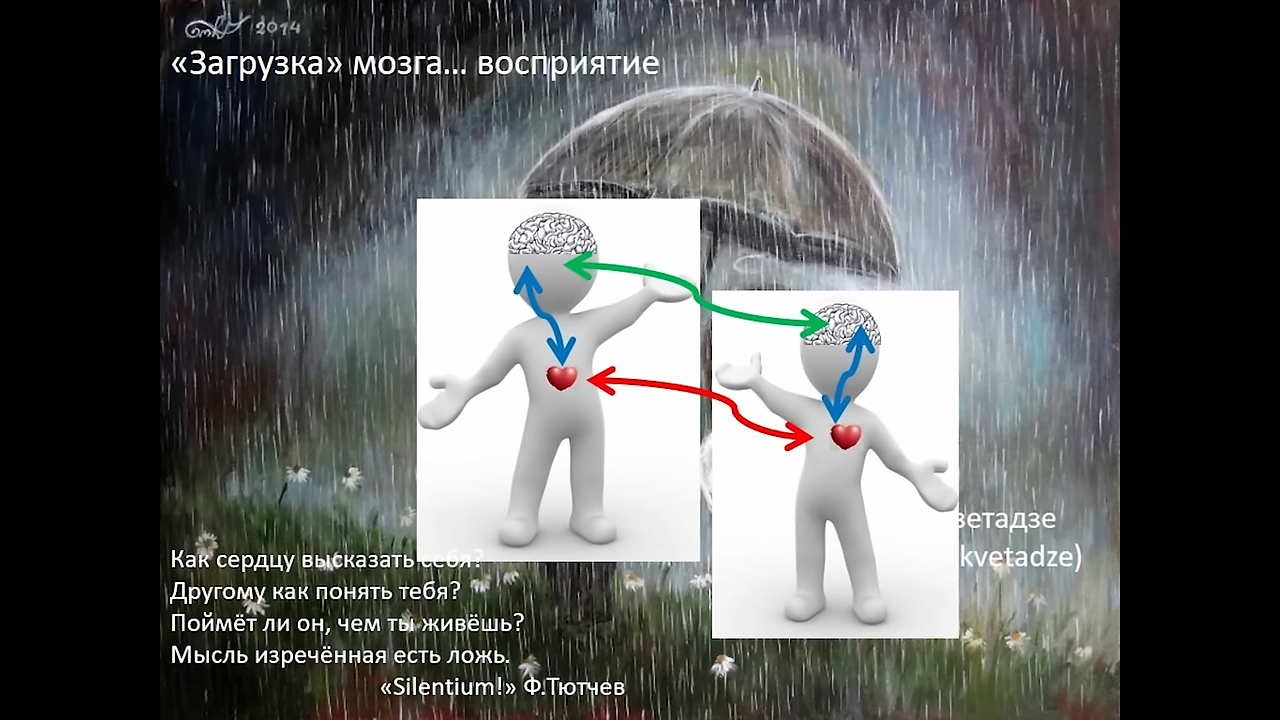 2014
«Загрузка» мозга... восприятие
Как сердцу высказать себя?
Другому как понять тебя?
Поймёт ли он, чем ты живёшь?
Мысль изречённая есть ложь.
«Silentium!» Ф.Тютчев
зетадзе
kvetadze)